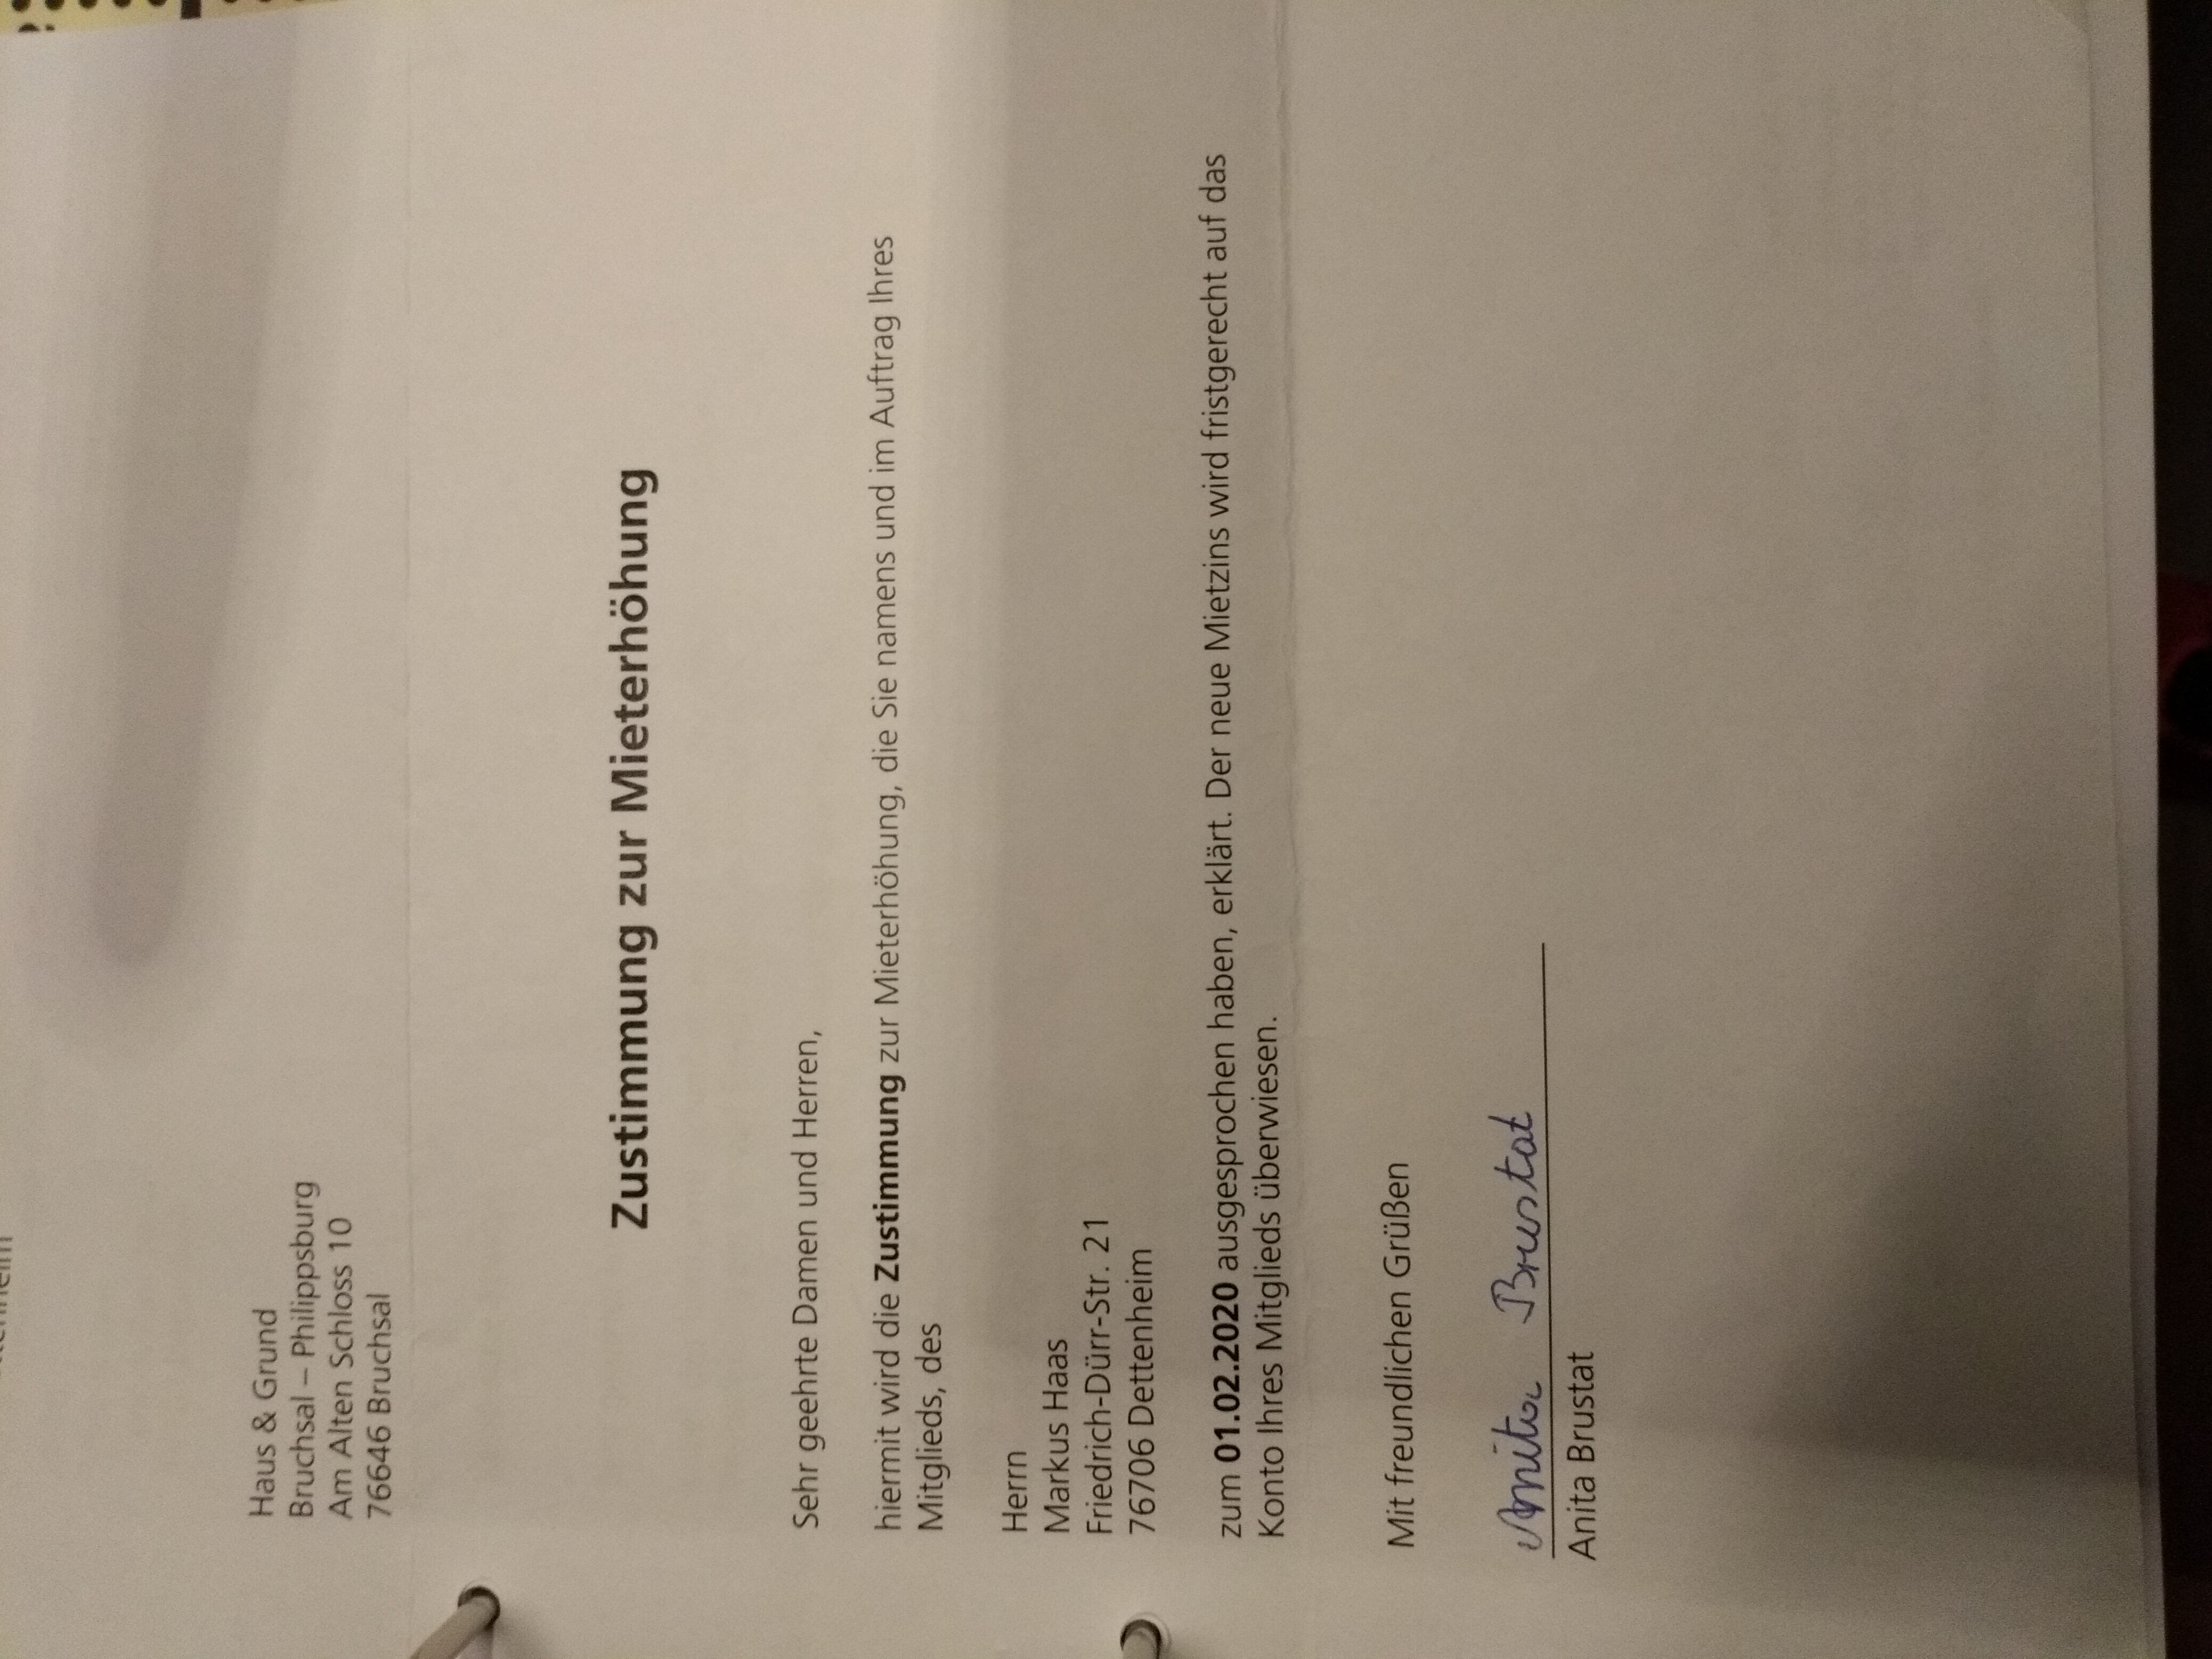 Haus & Grund
Bruchsal – Philippsburg
Am Alten Schloss 10
76646 Bruchsal
Zustimmung zur Mieterhöhung
Sehr geehrte Damen und Herren,
hiermit wird die Zustimmung zur Mieterhöhung, die Sie namens und im Auftrag Ihres
Mitglieds, des
Herrn
Markus Haas
Friedrich-Dürr-Str. 21
76706 Dettenheim
zum 01.02.2020 ausgesprochen haben, erklärt. Der neue Mietzins wird fristgerecht auf das
Konto Ihres Mitglieds überwiesen.
Mit freundlichen Grüßen
Anita Brustat
Anita Brustat